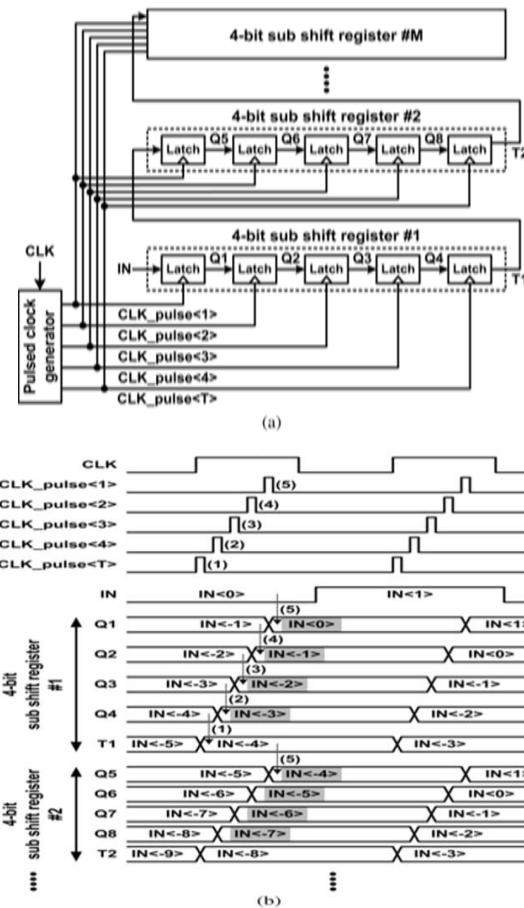 4-bit sub shift register #M
4-bit sub shift register #2
Q5 Q6 Q7 Q8
Latch Latch Latch Latch Latch
T2
4-bit sub shift register #1
CLK
IN
Q1 Q2 Q3 Q4
Latch Latch Latch Latch Latch
T1
Pulsed clock generator
CLK_pulse<1>
CLK_pulse<2>
CLK_pulse<3>
CLK_pulse<4>
CLK_pulse<T>
(a)
CLK
CLK_pulse<1> (5)
CLK_pulse<2> (4)
CLK_pulse<3> (3)
CLK_pulse<4> (2)
CLK_pulse<T> (1)
IN IN<0> IN<1>
(5)
Q1 IN<-1> IN<0> IN<1>
(4)
Q2 IN<-2> IN<-1> IN<0>
(3)
Q3 IN<-3> IN<-2> IN<-1>
(2)
Q4 IN<-4> IN<-3> IN<-2>
(1)
T1 IN<-5> IN<-4> IN<-3>
4-bit sub shift register #1
(5)
Q5 IN<-5> IN<-4> IN<1
Q6 IN<-6> IN<-5> IN<0>
Q7 IN<-7> IN<-6> IN<-1>
Q8 IN<-8> IN<-7> IN<-2>
T2 IN<-9> IN<-8> IN<-3>
4-bit sub shift register #2
(b)